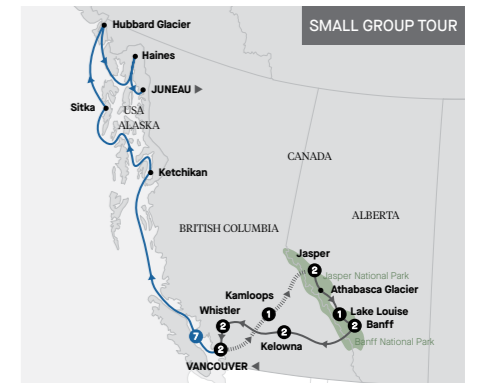 SMALL GROUP TOUR
Hubbard Glacier
Haines
JUNEAU
Sitka
USA
ALASKA
Ketchikan
CANADA
BRITISH COLUMBIA
ALBERTA
Jasper
2
Jasper National Park
Athabasca Glacier
Kamloops
1
Lake Louise
1
Whistler
2
Banff
2
Kelowna
2
Banff National Park
7
2
VANCOUVER